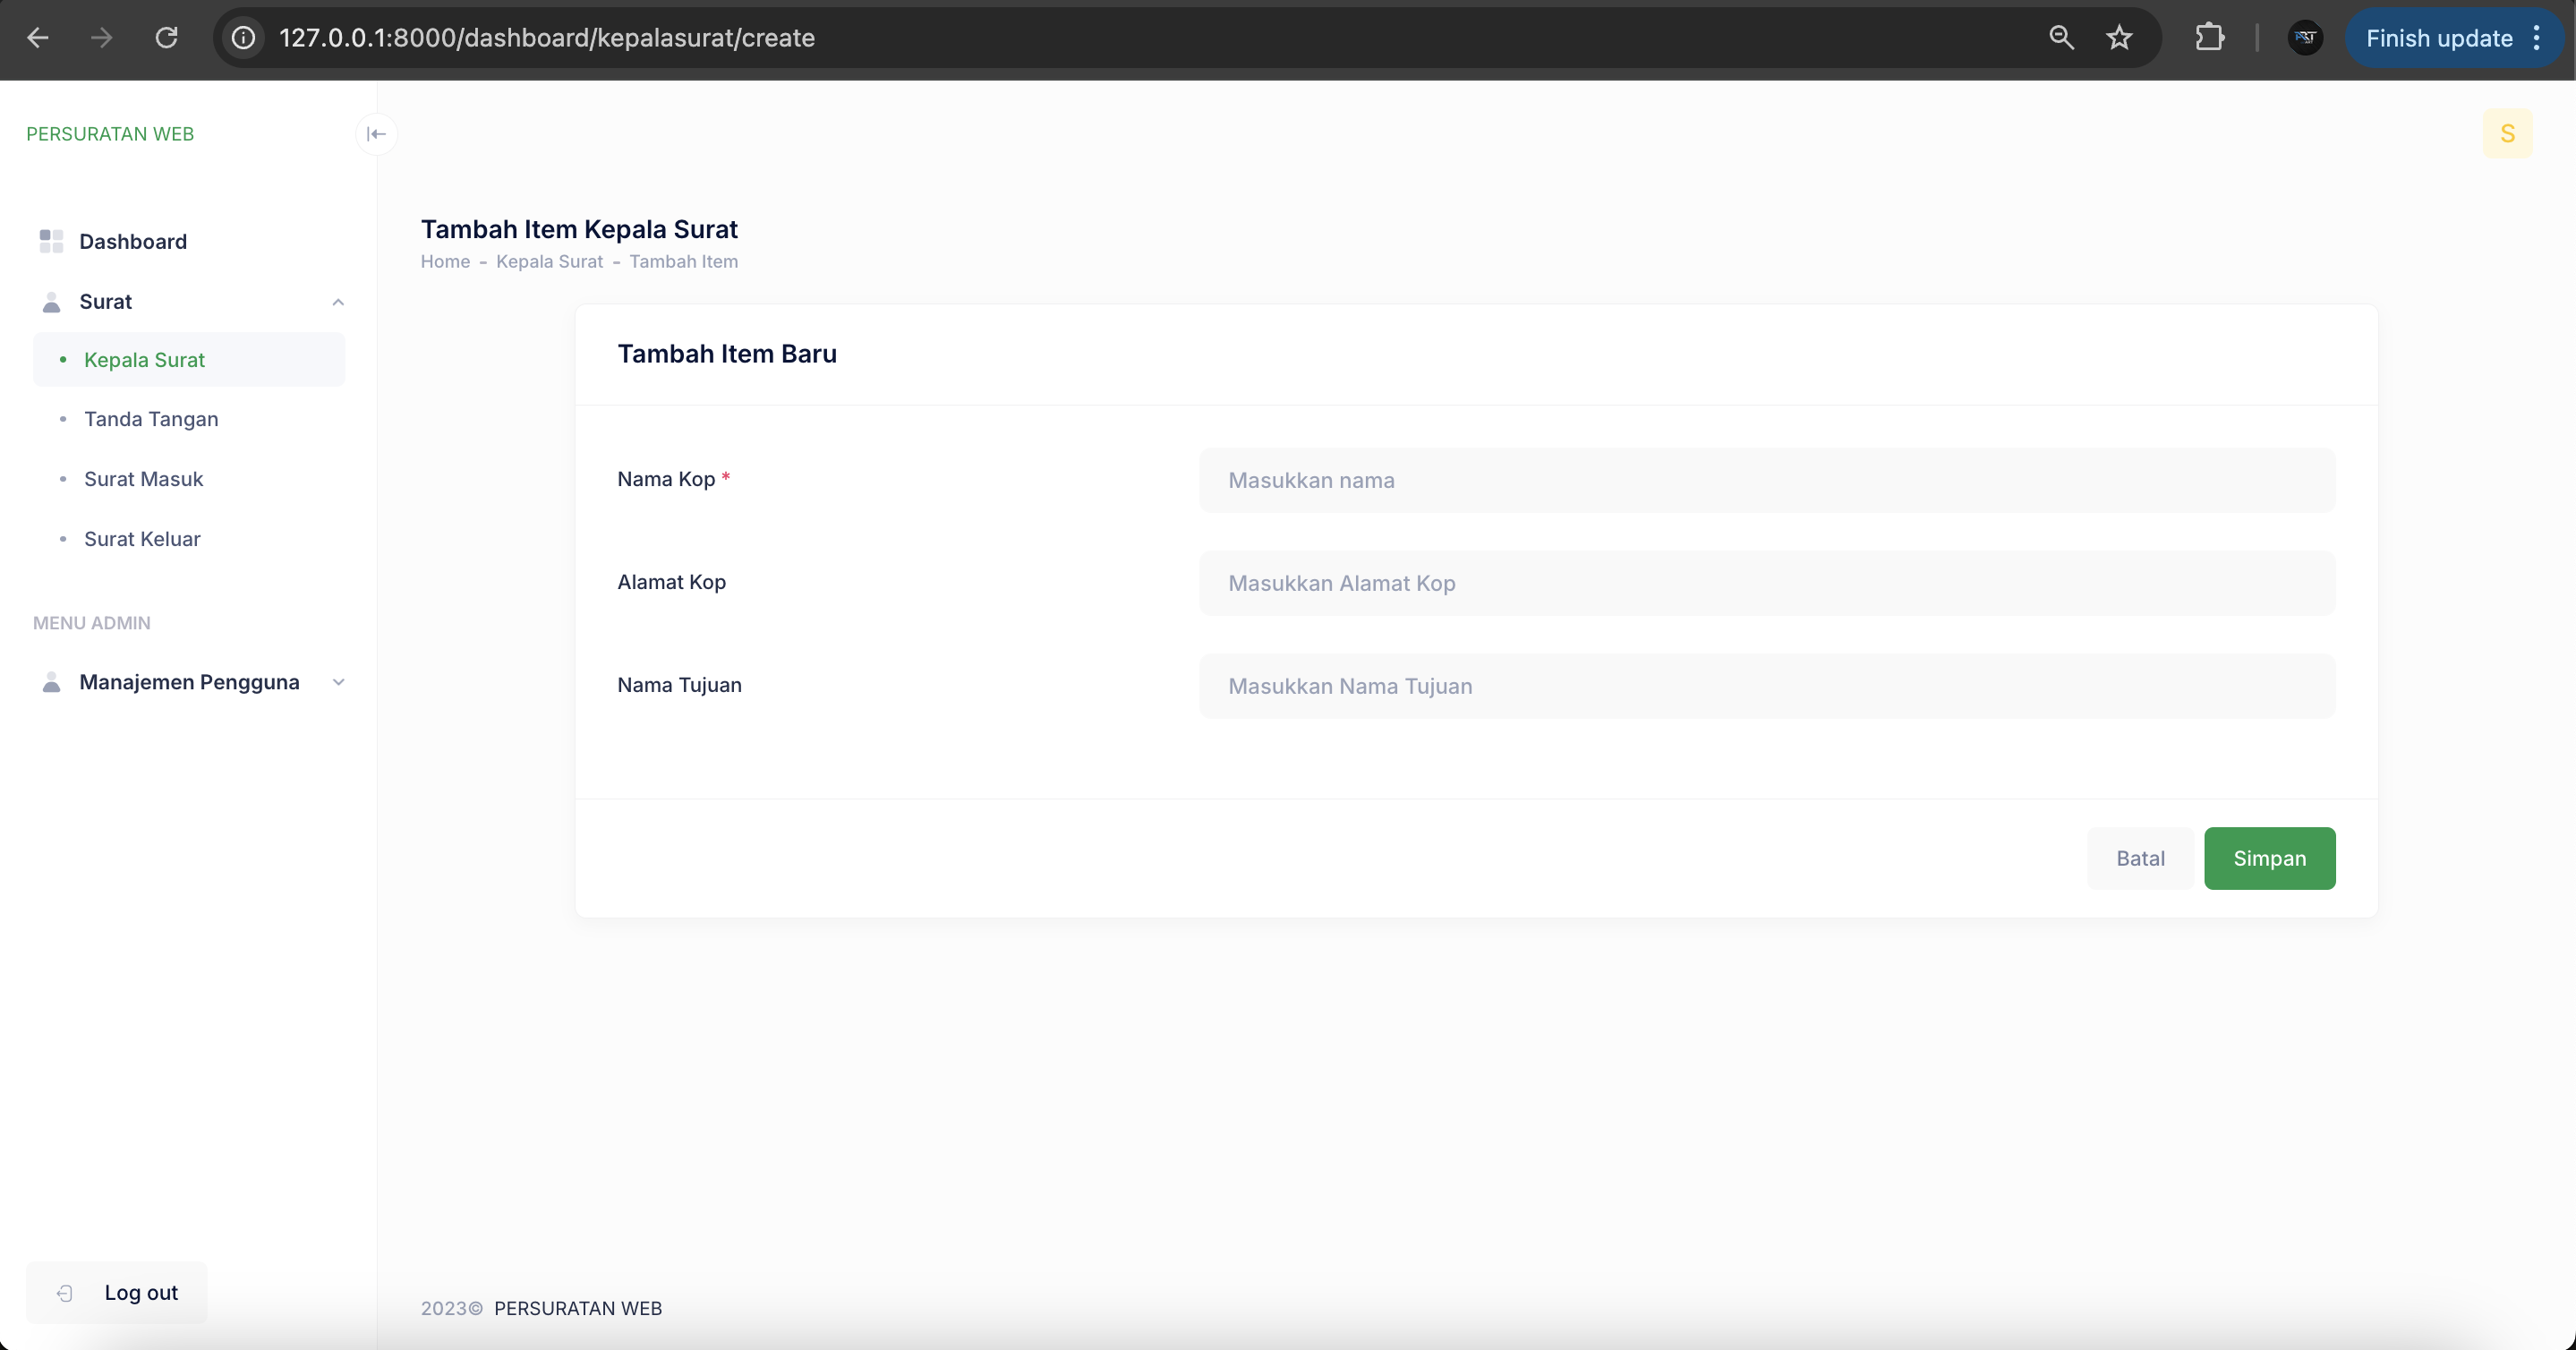 127.0.0.1:8000/dashboard/kepalasurat/create
Finish update
PERSURATAN WEB
S
Dashboard
Surat
Kepala Surat
Tanda Tangan
Surat Masuk
Surat Keluar
MENU ADMIN
Manajemen Pengguna
Log out
Tambah Item Kepala Surat
Home - Kepala Surat - Tambah Item
Tambah Item Baru
Nama Kop *
Masukkan nama
Alamat Kop
Masukkan Alamat Kop
Nama Tujuan
Masukkan Nama Tujuan
Batal
Simpan
2023© PERSURATAN WEB